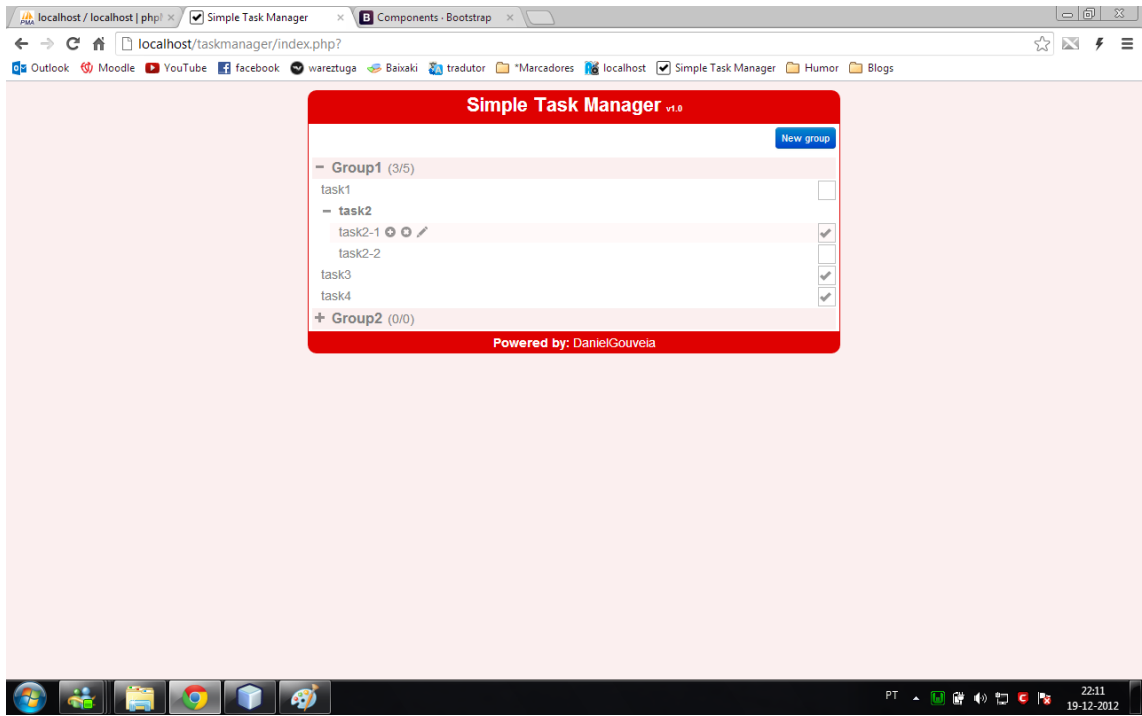 localhost / localhost | phpM
Simple Task Manager
Components · Bootstrap
localhost/taskmanager/index.php?
Outlook Moodle YouTube facebook wareztuga Baixaki tradutor *Marcadores localhost Simple Task Manager Humor Blogs
Simple Task Manager v1.0
New group
Group1 (3/5)
task1
task2
task2-1
task2-2
task3
task4
Group2 (0/0)
Powered by: DanielGouveia
PT
22:11
19-12-2012